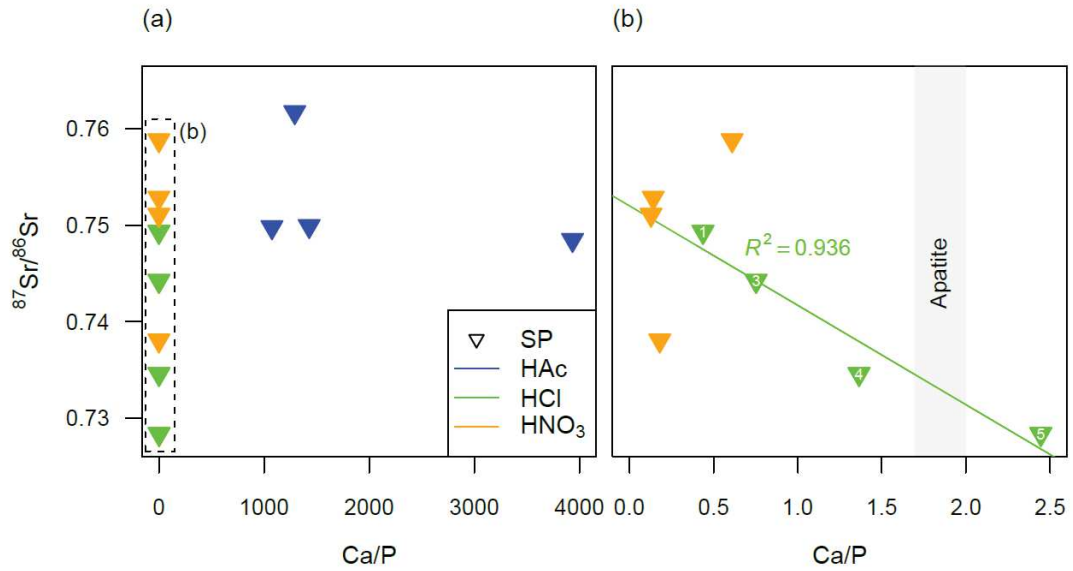 (a)
(b)
0.76
0.75
0.74
0.73
⁸⁷Sr/⁸⁶Sr
(b)
SP
HAc
HCl
HNO₃
0
1000
2000
3000
4000
Ca/P
1
3
4
5
R² = 0.936
Apatite
0.0
0.5
1.0
1.5
2.0
2.5
Ca/P